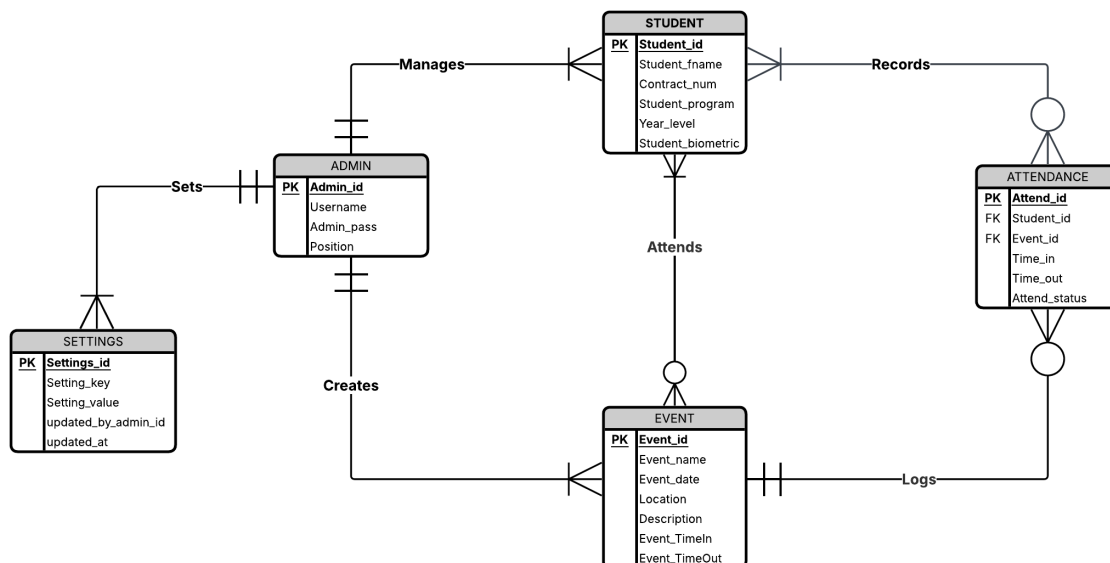 STUDENT
PK Student_id
Student_fname
Contract_num
Student_program
Year_level
Student_biometric
Manages
Records
ADMIN
PK Admin_id
Username
Admin_pass
Position
Sets
ATTENDANCE
PK Attend_id
FK Student_id
FK Event_id
Time_in
Time_out
Attend_status
Attends
SETTINGS
PK Settings_id
Setting_key
Setting_value
updated_by_admin_id
updated_at
Creates
EVENT
PK Event_id
Event_name
Event_date
Location
Description
Event_TimeIn
Event_TimeOut
Logs